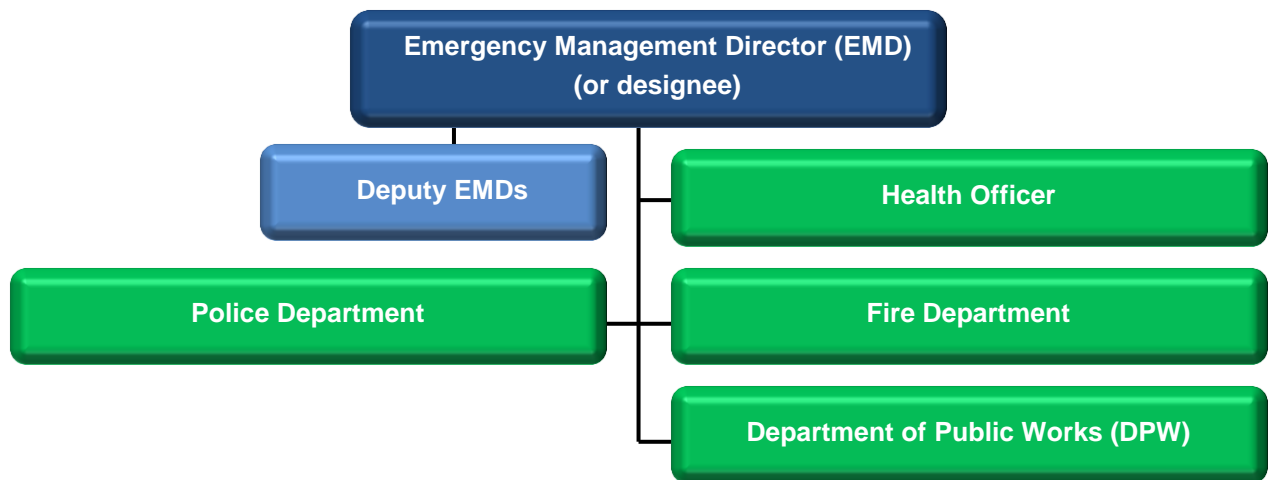 Emergency Management Director (EMD)
(or designee)
Deputy EMDs
Health Officer
Police Department
Fire Department
Department of Public Works (DPW)